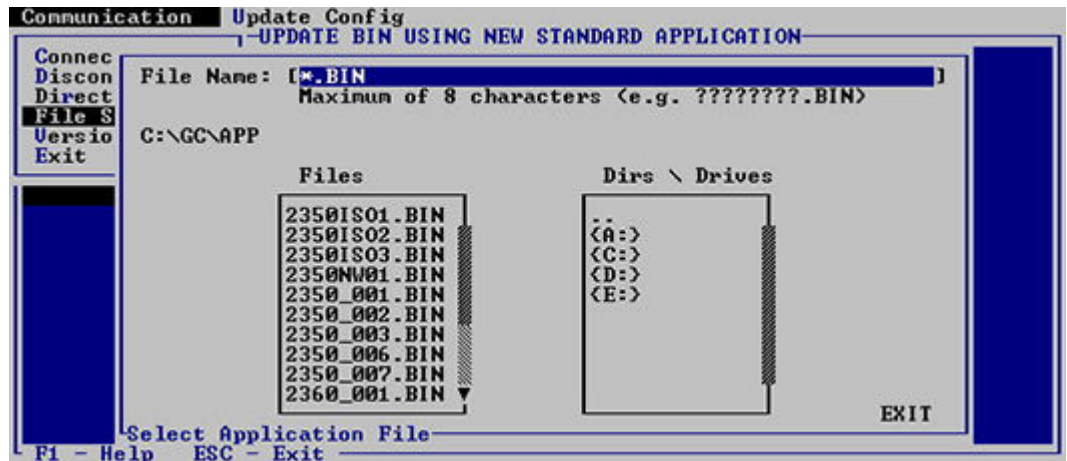 Communication Update Config
UPDATE BIN USING NEW STANDARD APPLICATION
Connec
Discon
Direct
File S
Versio
Exit
File Name: [*.BIN ]
Maximum of 8 characters (e.g. ????????.BIN)
C:\GC\APP
Files
2350ISO1.BIN
2350ISO2.BIN
2350ISO3.BIN
2350NW01.BIN
2350_001.BIN
2350_002.BIN
2350_003.BIN
2350_006.BIN
2350_007.BIN
2360_001.BIN
Dirs \ Drives
..
<A:>
<C:>
<D:>
<E:>
EXIT
Select Application File
F1 - Help ESC - Exit